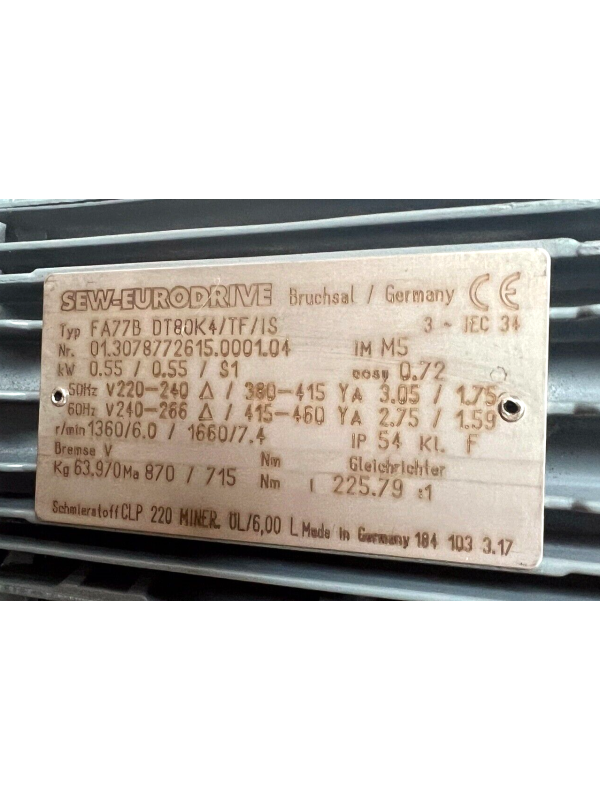 SEW-EURODRIVE Bruchsal / Germany CE
Typ FA77B DT80K4/TF/IS 3 ~ IEC 34
Nr. 01.3078772615.0001.04 IM M5
kW 0.55 / 0.55 / S1 cosφ 0.72
50Hz V220-240 Δ / 380-415 Y A 3.05 / 1.75
60Hz V240-266 Δ / 415-460 Y A 2.75 / 1.59
r/min 1360/6.0 / 1660/7.4 IP 54 Kl. F
Bremse V Nm Gleichrichter
Kg 63.970 Ma 870 / 715 Nm i 225.79 :1
Schmierstoff CLP 220 MINER. ÖL/6,00 L Made in Germany 184 103 3.17